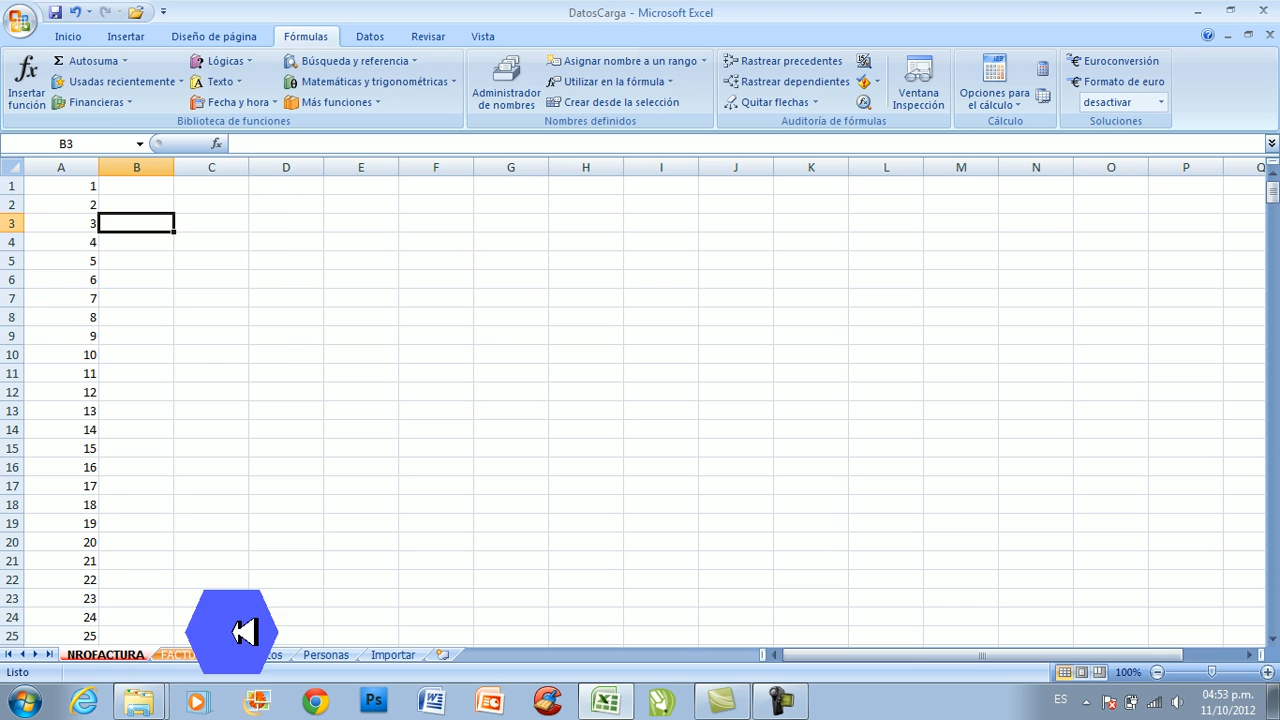 DatosCarga - Microsoft Excel
Inicio Insertar Diseño de página Fórmulas Datos Revisar Vista
Insertar función
Autosuma
Usadas recientemente
Financieras
Lógicas
Texto
Fecha y hora
Búsqueda y referencia
Matemáticas y trigonométricas
Más funciones
Biblioteca de funciones
Administrador de nombres
Asignar nombre a un rango
Utilizar en la fórmula
Crear desde la selección
Nombres definidos
Rastrear precedentes
Rastrear dependientes
Quitar flechas
Auditoría de fórmulas
Ventana Inspección
Opciones para el cálculo
Cálculo
Euroconversión
Formato de euro
desactivar
Soluciones
B3 fx
A B C D E F G H I J K L M N O P Q
1 1
2 2
3 3
4 4
5 5
6 6
7 7
8 8
9 9
10 10
11 11
12 12
13 13
14 14
15 15
16 16
17 17
18 18
19 19
20 20
21 21
22 22
23 23
24 24
25 25
NROFACTURA Personas Importar
Listo 100%
Ps ES 04:53 p.m.
11/10/2012